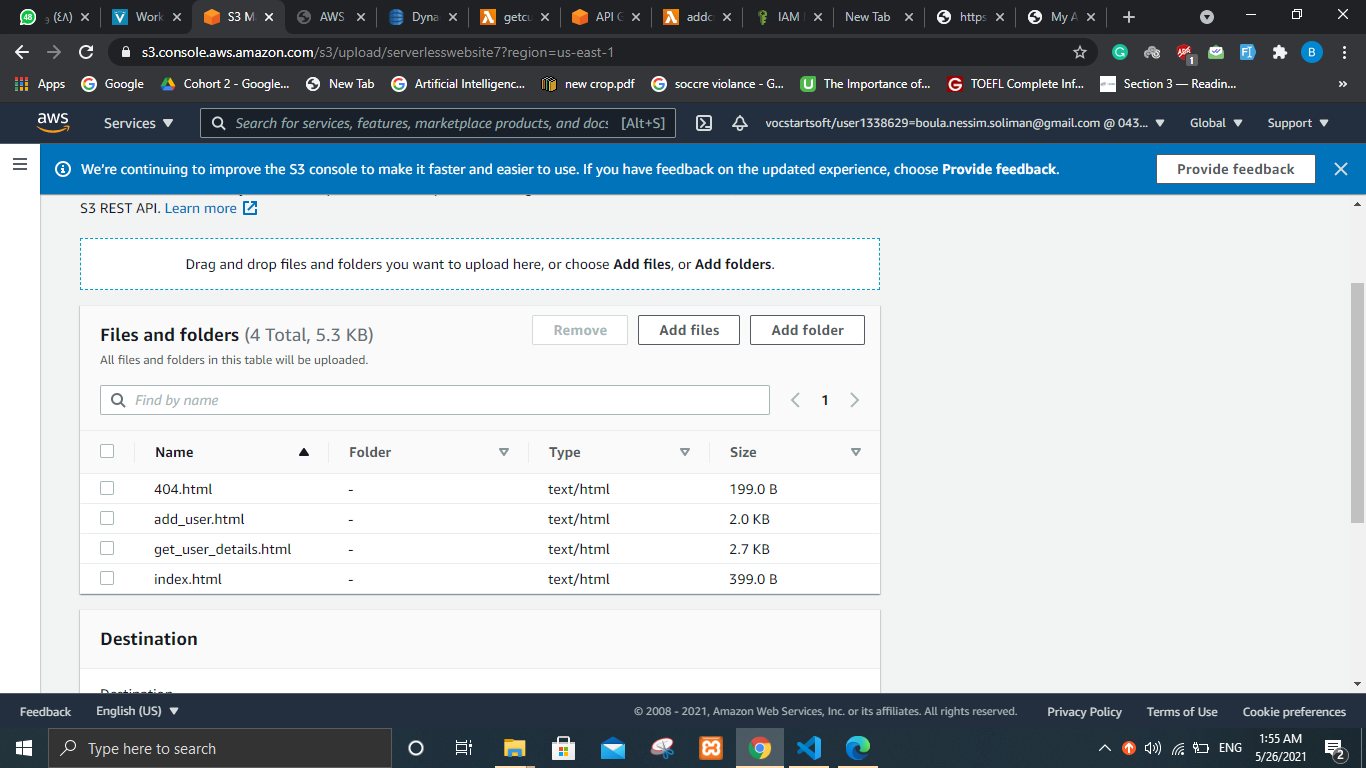 (٤٨) و
Work
S3 M
AWS
Dyna
getcu
API G
addc
IAM
New Tab
https
My A
s3.console.aws.amazon.com/s3/upload/serverlesswebsite7?region=us-east-1
1
B
Apps
Google
Cohort 2 - Google...
New Tab
Artificial Intelligenc...
new crop.pdf
soccre violance - G...
The Importance of...
TOEFL Complete Inf...
Section 3 — Readin...
»
aws
Services
Search for services, features, marketplace products, and docs
[Alt+S]
vocstartsoft/user1338629=boula.nessim.soliman@gmail.com @ 043...
Global
Support
We're continuing to improve the S3 console to make it faster and easier to use. If you have feedback on the updated experience, choose Provide feedback.
Provide feedback
S3 REST API. Learn more
Drag and drop files and folders you want to upload here, or choose Add files, or Add folders.
Files and folders (4 Total, 5.3 KB)
Remove
Add files
Add folder
All files and folders in this table will be uploaded.
Find by name
1
Name Folder Type Size
404.html - text/html 199.0 B
add_user.html - text/html 2.0 KB
get_user_details.html - text/html 2.7 KB
index.html - text/html 399.0 B
Destination
Destination
Feedback
English (US)
© 2008 - 2021, Amazon Web Services, Inc. or its affiliates. All rights reserved.
Privacy Policy
Terms of Use
Cookie preferences
Type here to search
ENG
1:55 AM
5/26/2021
2